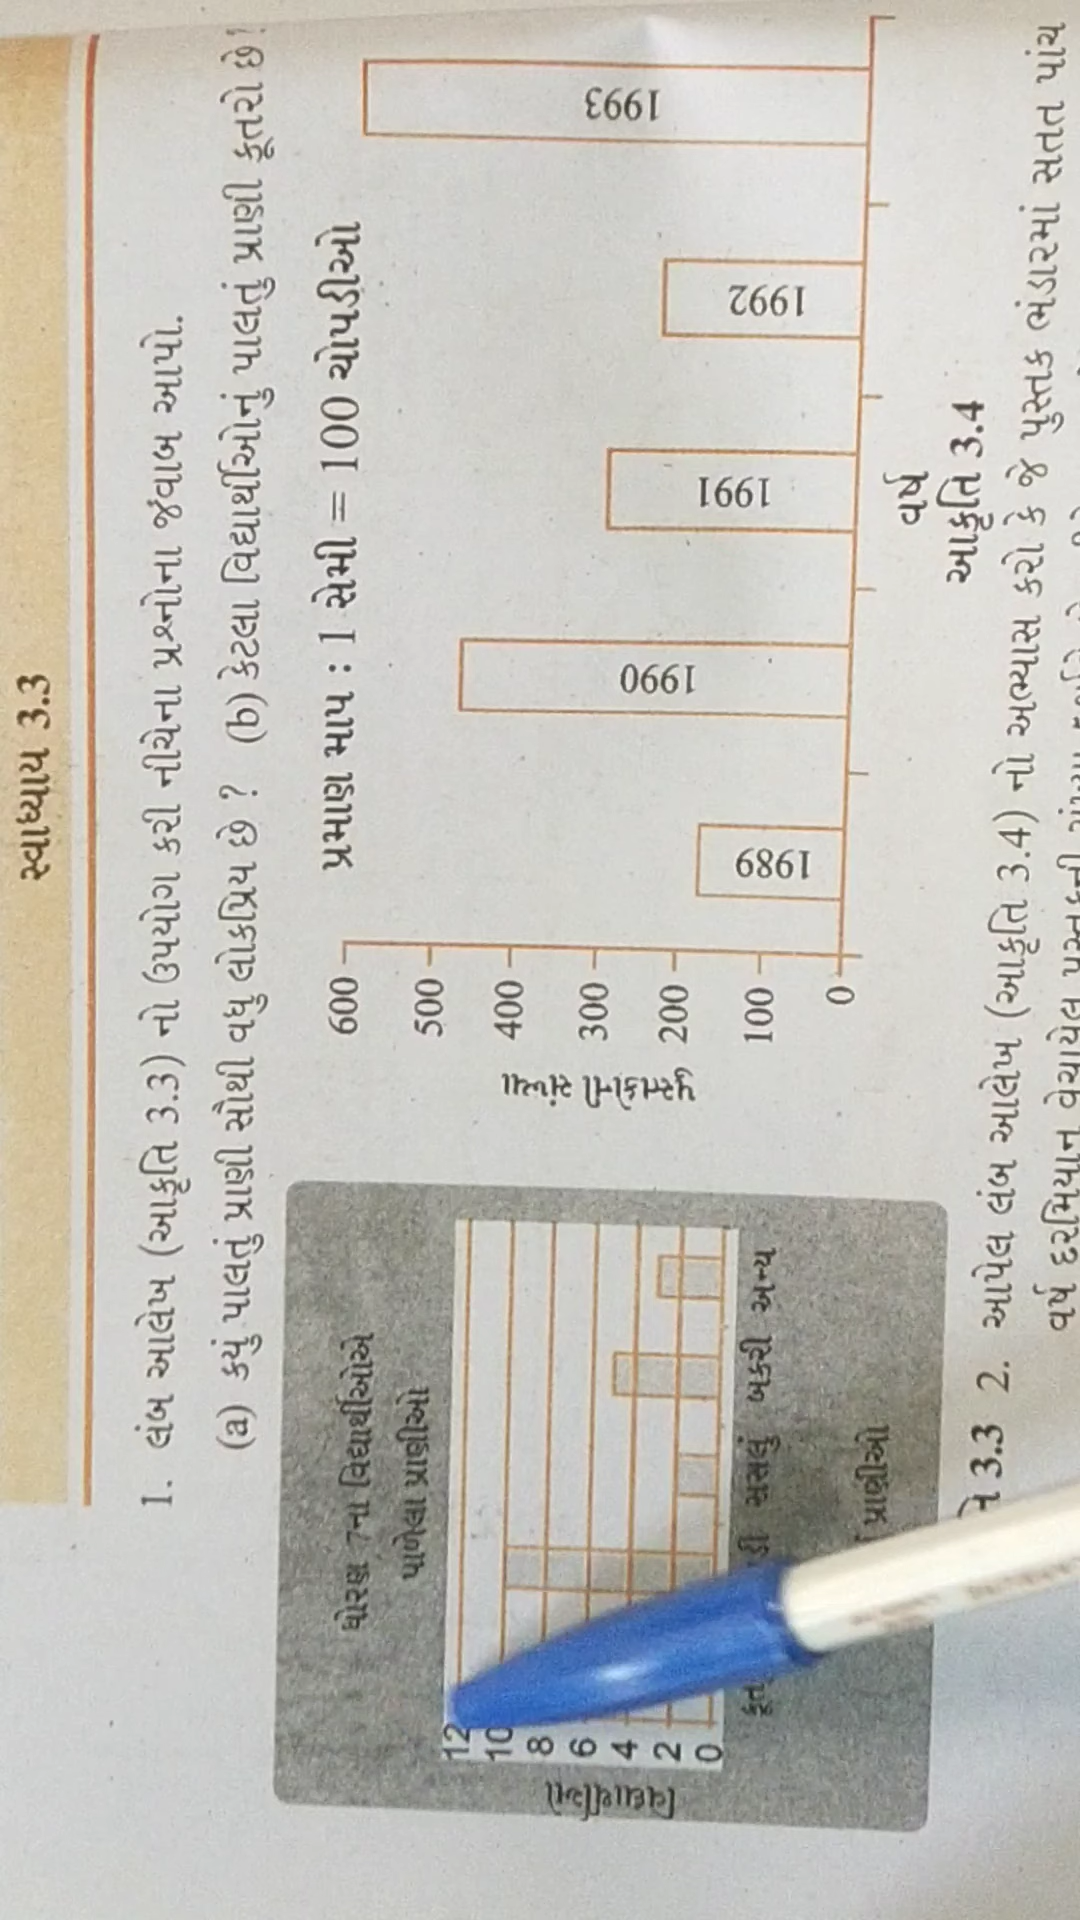 સ્વાધ્યાય 3.3
1. લંબ આલેખ (આકૃતિ 3.3) નો ઉપયોગ કરી નીચેના પ્રશ્નોના જવાબ આપો.
(a) કયું પાલતું પ્રાણી સૌથી વધુ લોકપ્રિય છે ? (b) કેટલા વિદ્યાર્થીઓનું પાલતું પ્રાણી કૂતરો છે ?
ધોરણ 7ના વિદ્યાર્થીઓએ
પાળેલા પ્રાણીઓ
વિદ્યાર્થીઓ
12
10
8
6
4
2
0
સસલું બકરી અન્ય
પ્રાણીઓ
3.3
પ્રમાણ માપ : 1 સેમી = 100 ચોપડીઓ
પુસ્તકોની સંખ્યા
600
500
400
300
200
100
0
1989
1990
1991
1992
1993
વર્ષ
આકૃતિ 3.4
2. આપેલ લંબ આલેખ (આકૃતિ 3.4) નો અભ્યાસ કરો કે જે પુસ્તક ભંડારમાં સતત પાંચ
વર્ષ દરમિયાન વેચાયેલ